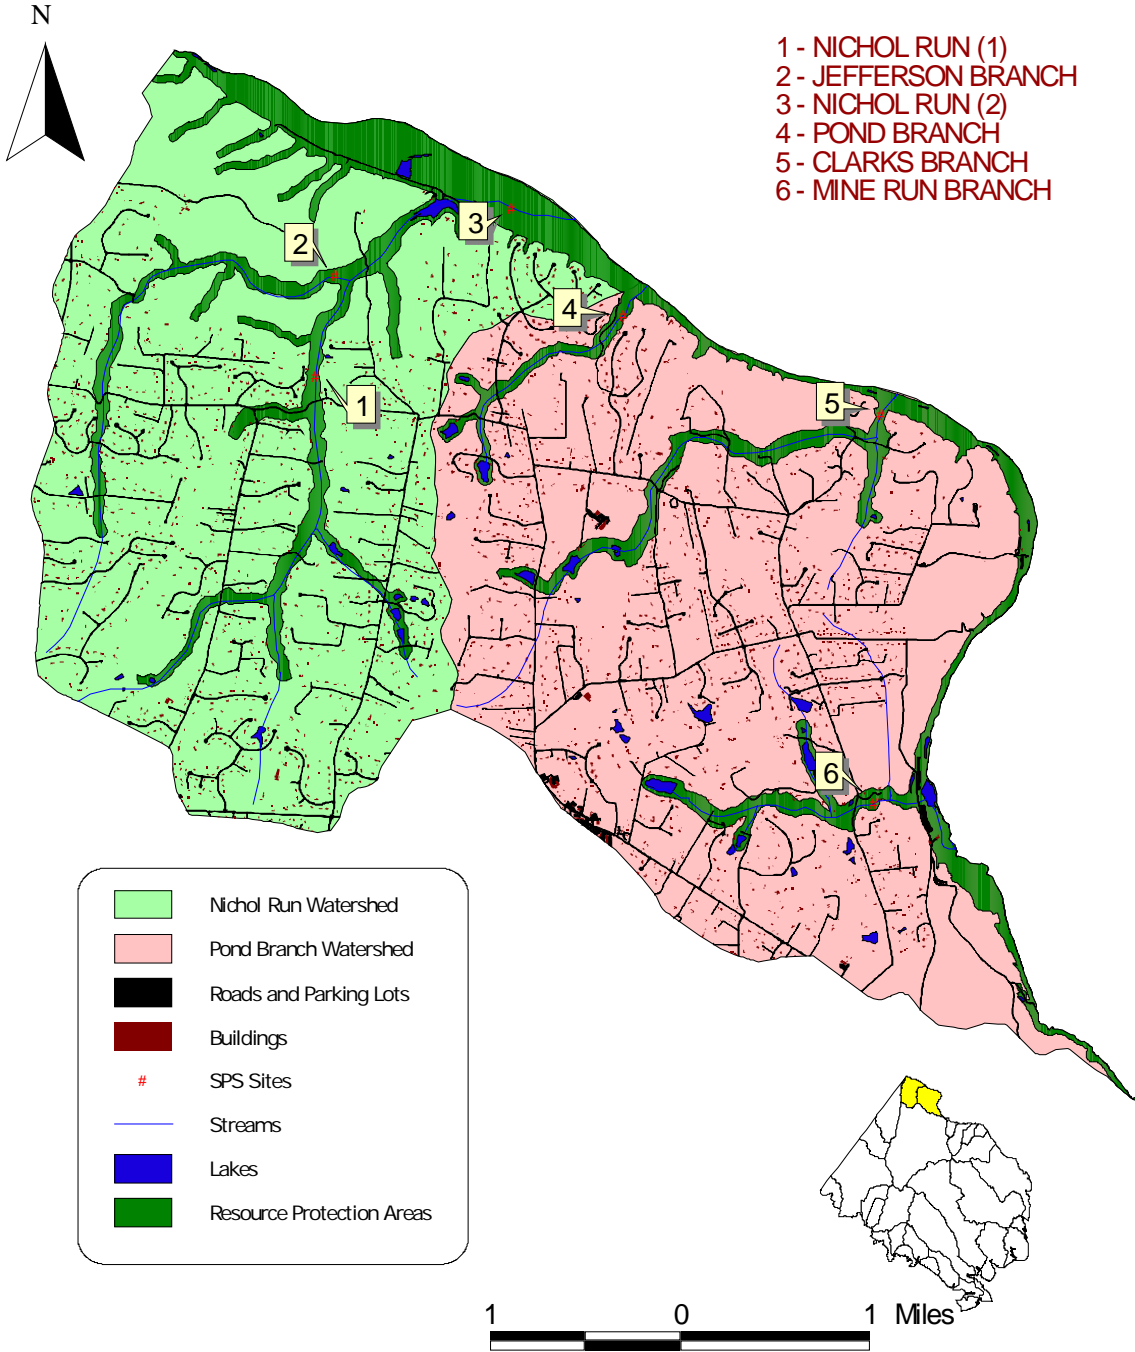 N
1 - NICHOL RUN (1)
2 - JEFFERSON BRANCH
3 - NICHOL RUN (2)
4 - POND BRANCH
5 - CLARKS BRANCH
6 - MINE RUN BRANCH
3
2
4
1
5
6
Nichol Run Watershed
Pond Branch Watershed
Roads and Parking Lots
Buildings
# SPS Sites
Streams
Lakes
Resource Protection Areas
1 0 1 Miles